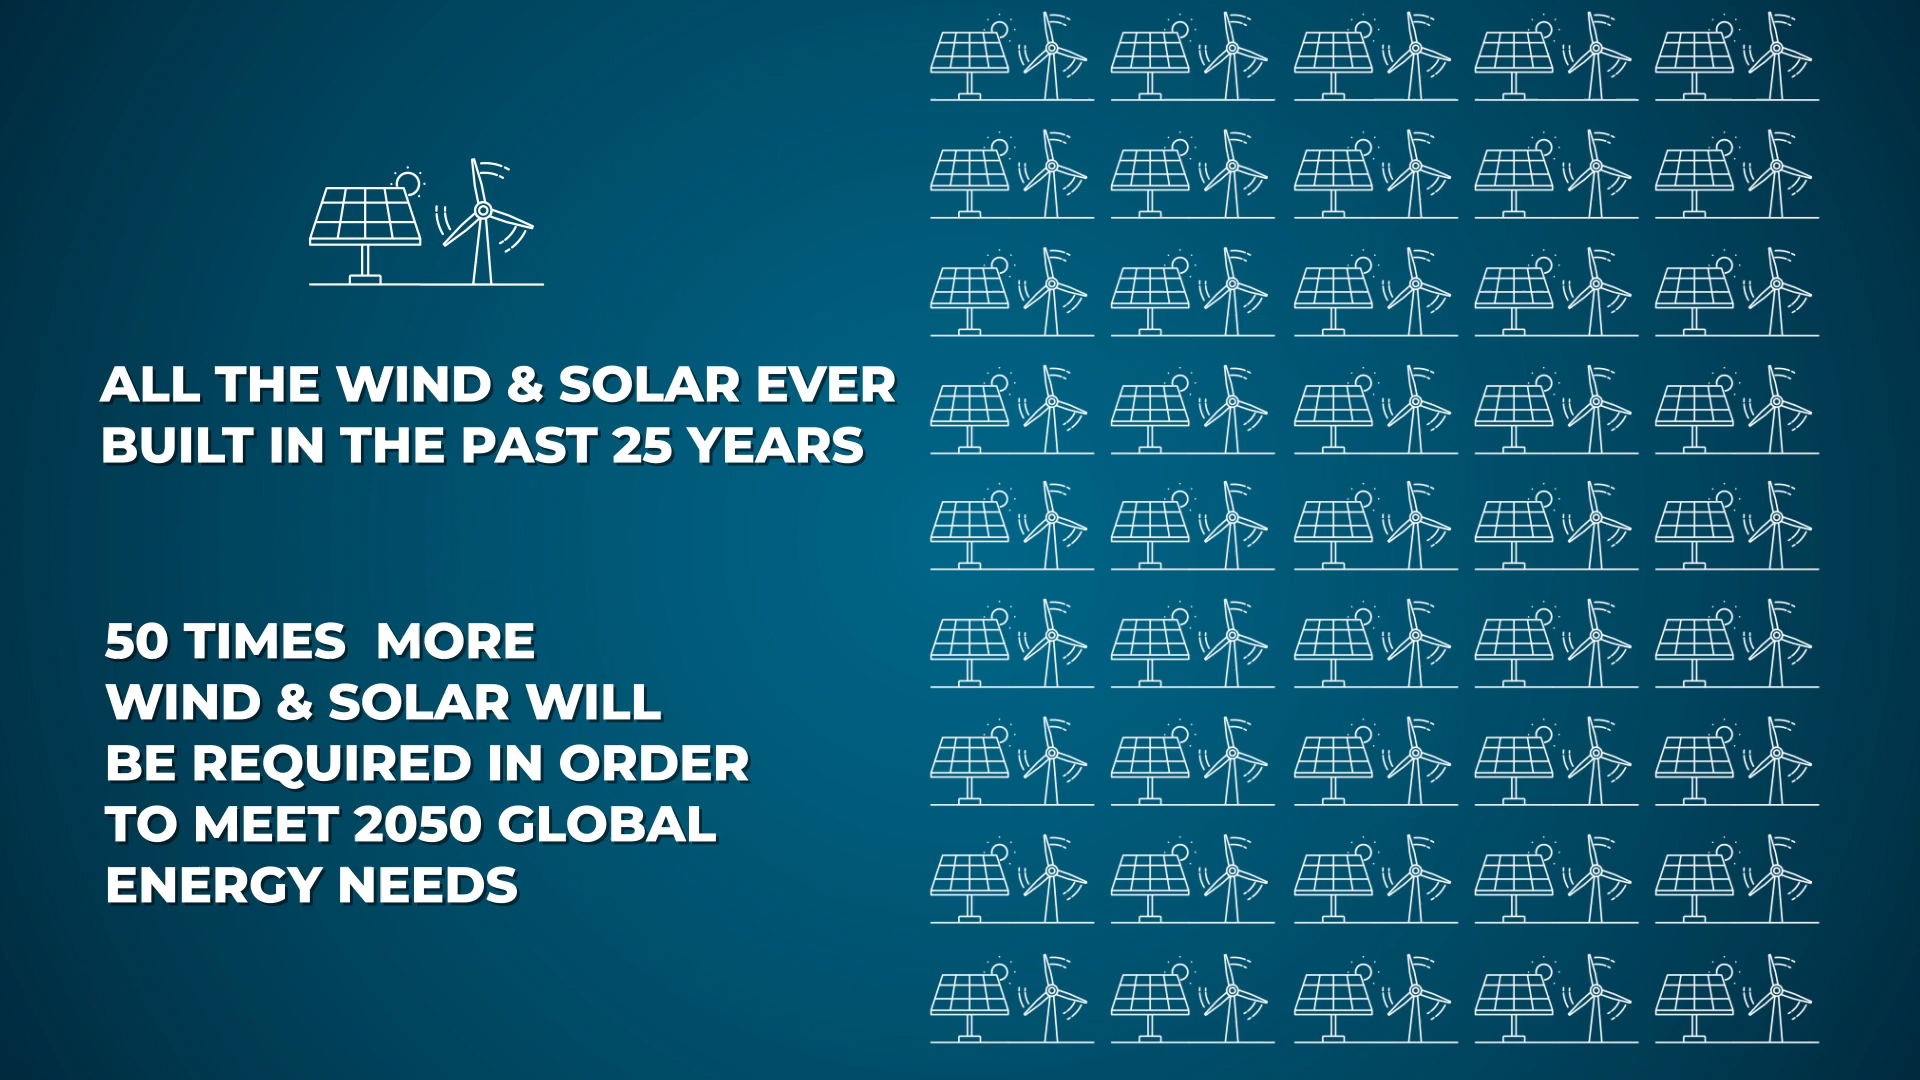 ALL THE WIND & SOLAR EVER
BUILT IN THE PAST 25 YEARS
50 TIMES  MORE
WIND & SOLAR WILL
BE REQUIRED IN ORDER
TO MEET 2050 GLOBAL
ENERGY NEEDS